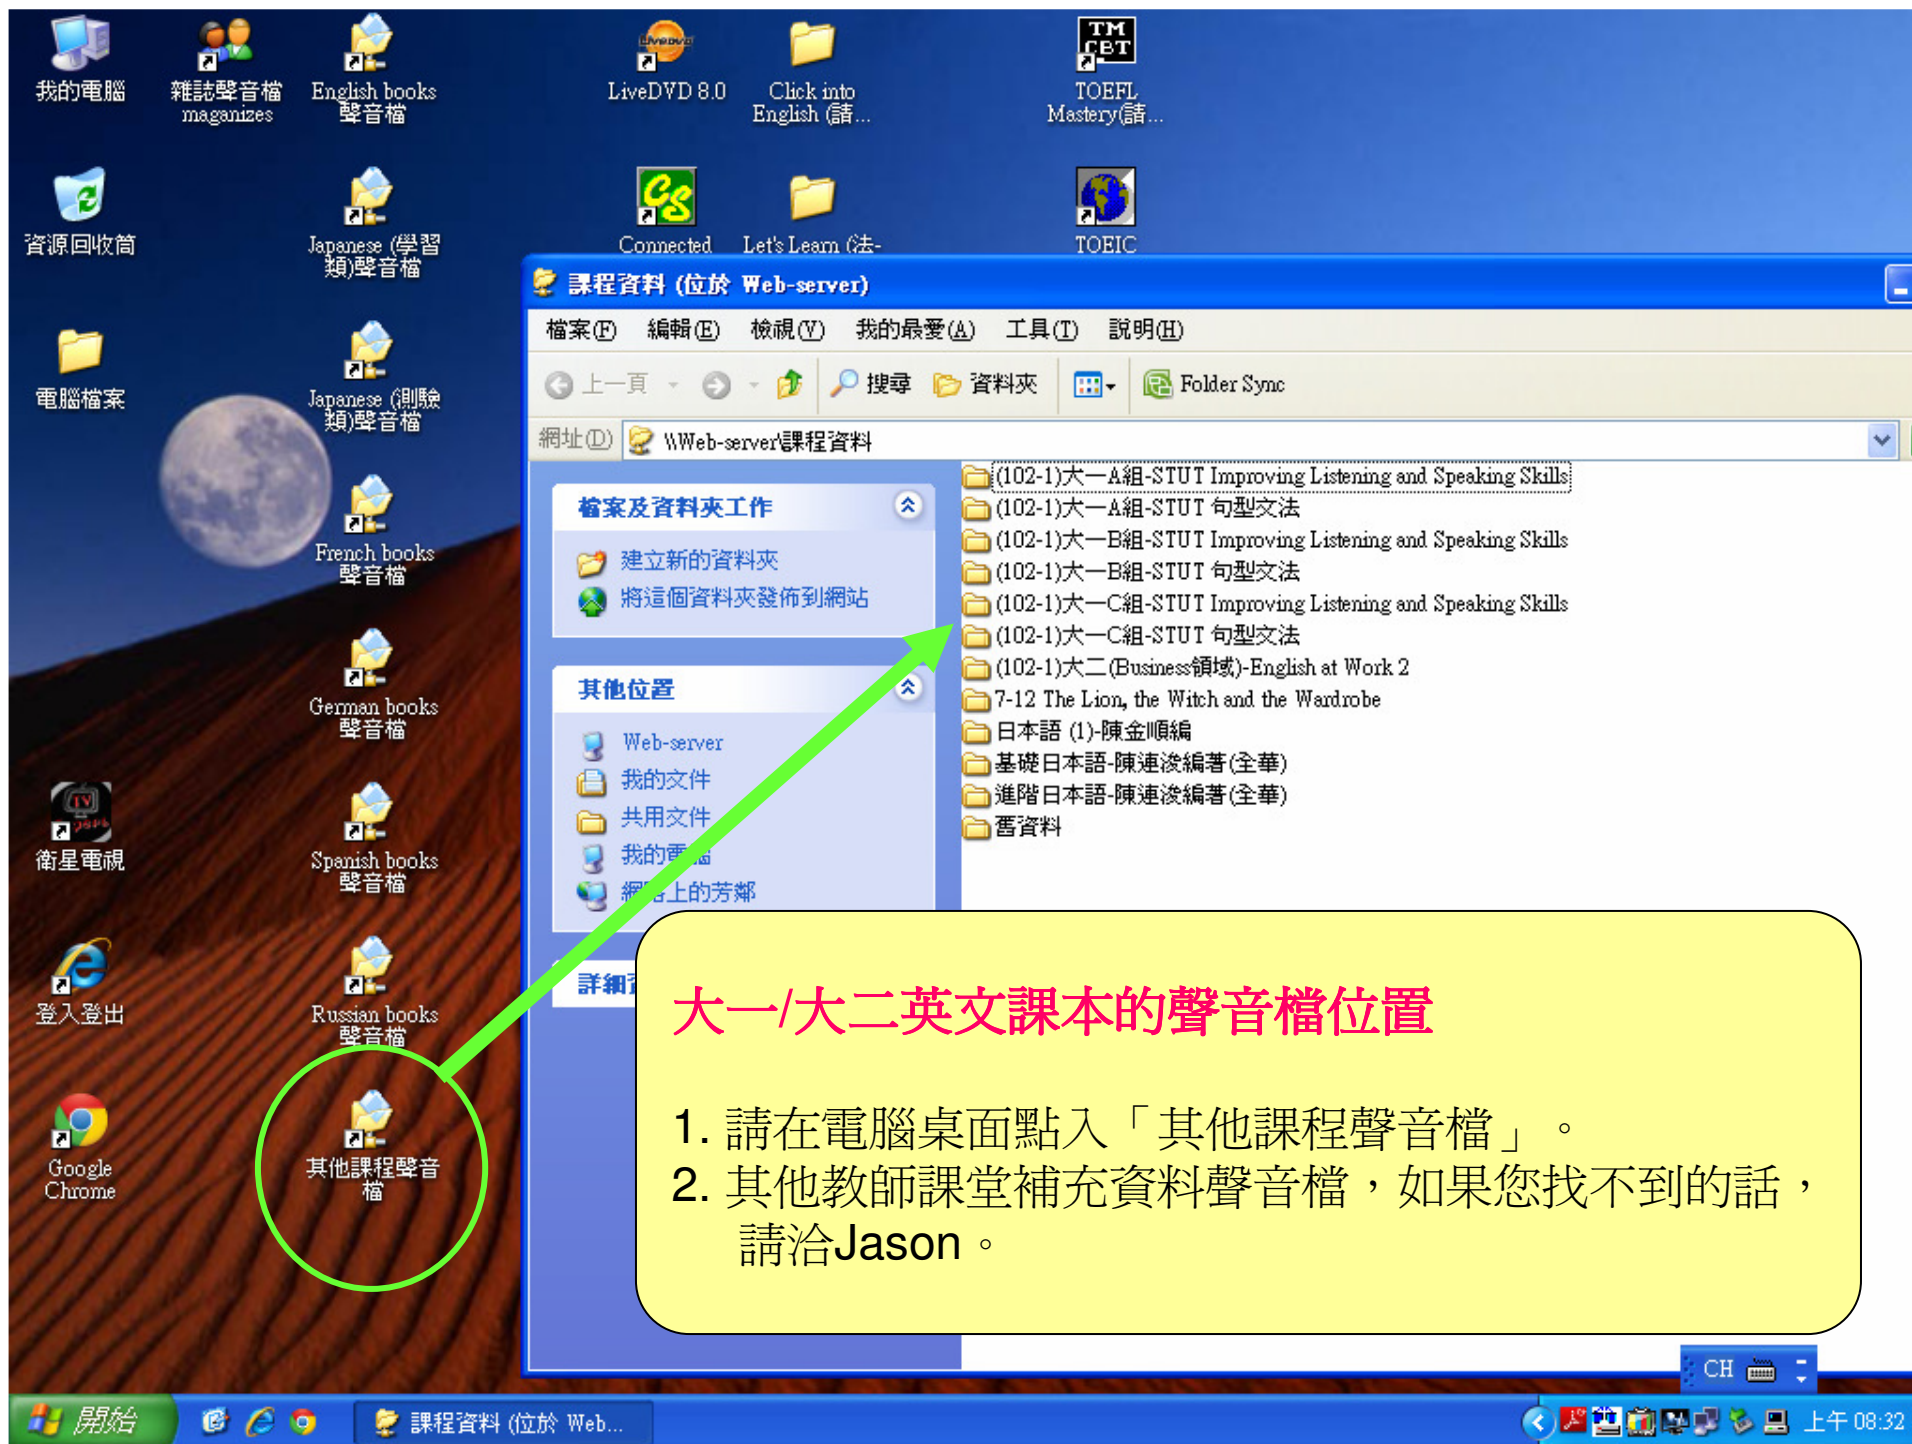 我的電腦
雜誌聲音檔
maganizes
English books
聲音檔
LiveDVD 8.0
Click into
English (請...
TM
CBT
TOEFL
Mastery(請...
資源回收筒
Japanese (學習
類)聲音檔
CS
Connected
Let's Learn (法-
TOEIC
電腦檔案
Japanese (測驗
類)聲音檔
French books
聲音檔
German books
聲音檔
衛星電視
Spanish books
聲音檔
登入登出
Russian books
聲音檔
Google
Chrome
其他課程聲音
檔
課程資料 (位於 Web-server)
檔案(F) 編輯(E) 檢視(V) 我的最愛(A) 工具(T) 說明(H)
上一頁 搜尋 資料夾 Folder Sync
網址(D) \\Web-server\課程資料
檔案及資料夾工作
建立新的資料夾
將這個資料夾發佈到網站
其他位置
Web-server
我的文件
共用文件
我的電腦
網路上的芳鄰
詳細
(102-1)大一A組-STUT Improving Listening and Speaking Skills
(102-1)大一A組-STUT 句型文法
(102-1)大一B組-STUT Improving Listening and Speaking Skills
(102-1)大一B組-STUT 句型文法
(102-1)大一C組-STUT Improving Listening and Speaking Skills
(102-1)大一C組-STUT 句型文法
(102-1)大二(Business領域)-English at Work 2
7-12 The Lion, the Witch and the Wardrobe
日本語 (1)-陳金順編
基礎日本語-陳連浚編著(全華)
進階日本語-陳連浚編著(全華)
舊資料
大一/大二英文課本的聲音檔位置
1. 請在電腦桌面點入「其他課程聲音檔」。
2. 其他教師課堂補充資料聲音檔，如果您找不到的話，
請洽Jason。
CH
開始
課程資料 (位於 Web...
上午 08:32